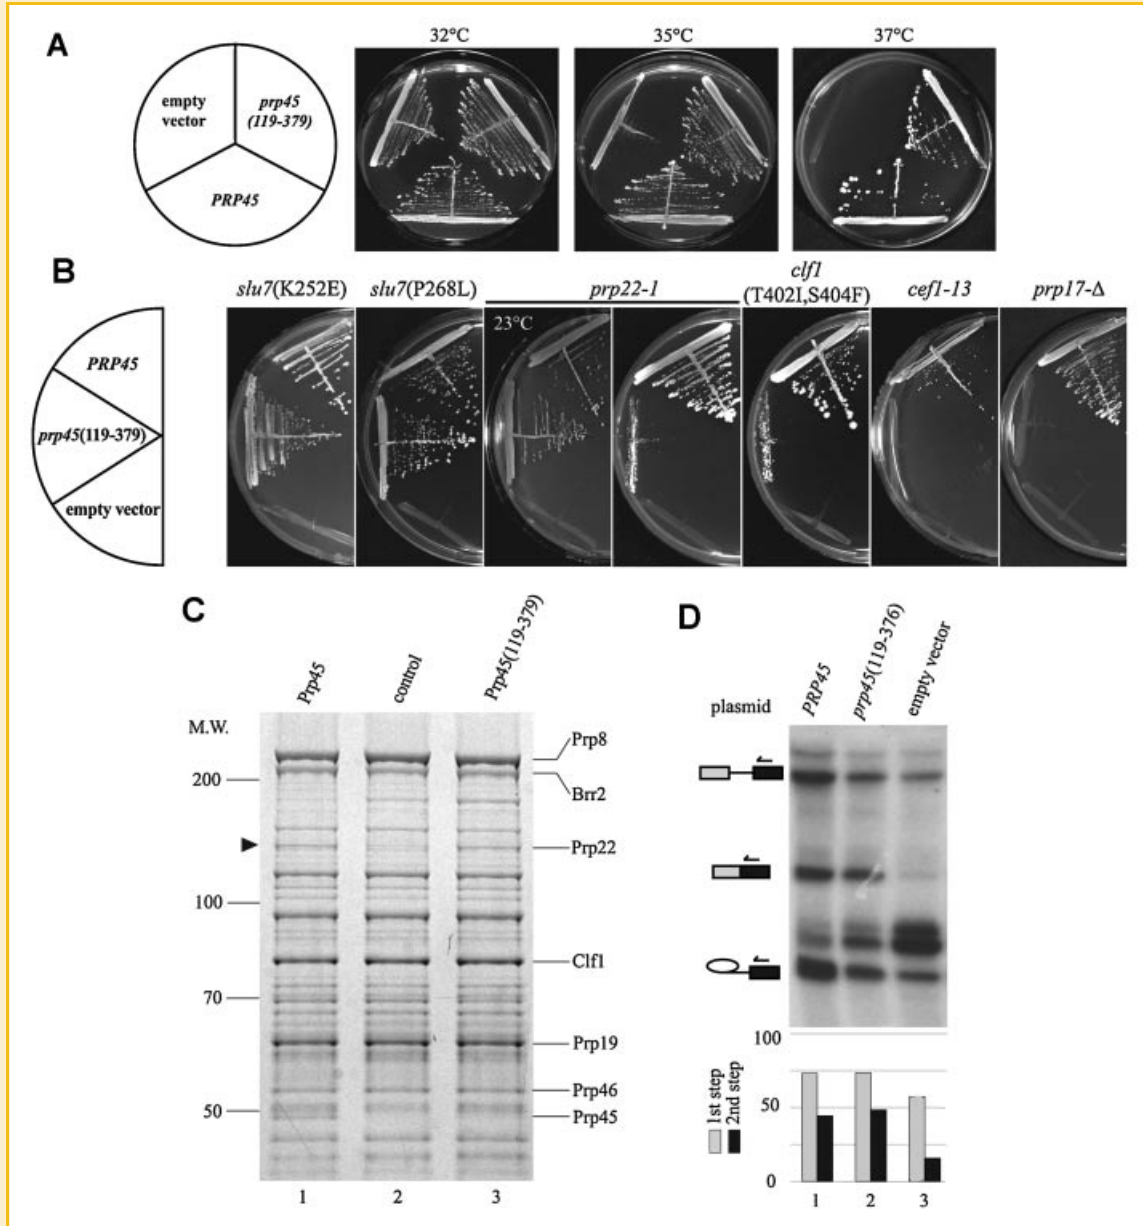 A
32°C
35°C
37°C
empty
vector
prp45
(119-379)
PRP45
B
slu7(K252E)
slu7(P268L)
prp22-1
clf1
(T402I,S404F)
cef1-13
prp17-Δ
23°C
PRP45
prp45(119-379)
empty vector
C
Prp45
control
Prp45(119-379)
M.W.
200
100
70
50
Prp8
Brr2
Prp22
Clf1
Prp19
Prp46
Prp45
1
2
3
D
plasmid
PRP45
prp45(119-376)
empty vector
100
50
0
1st step
2nd step
1
2
3